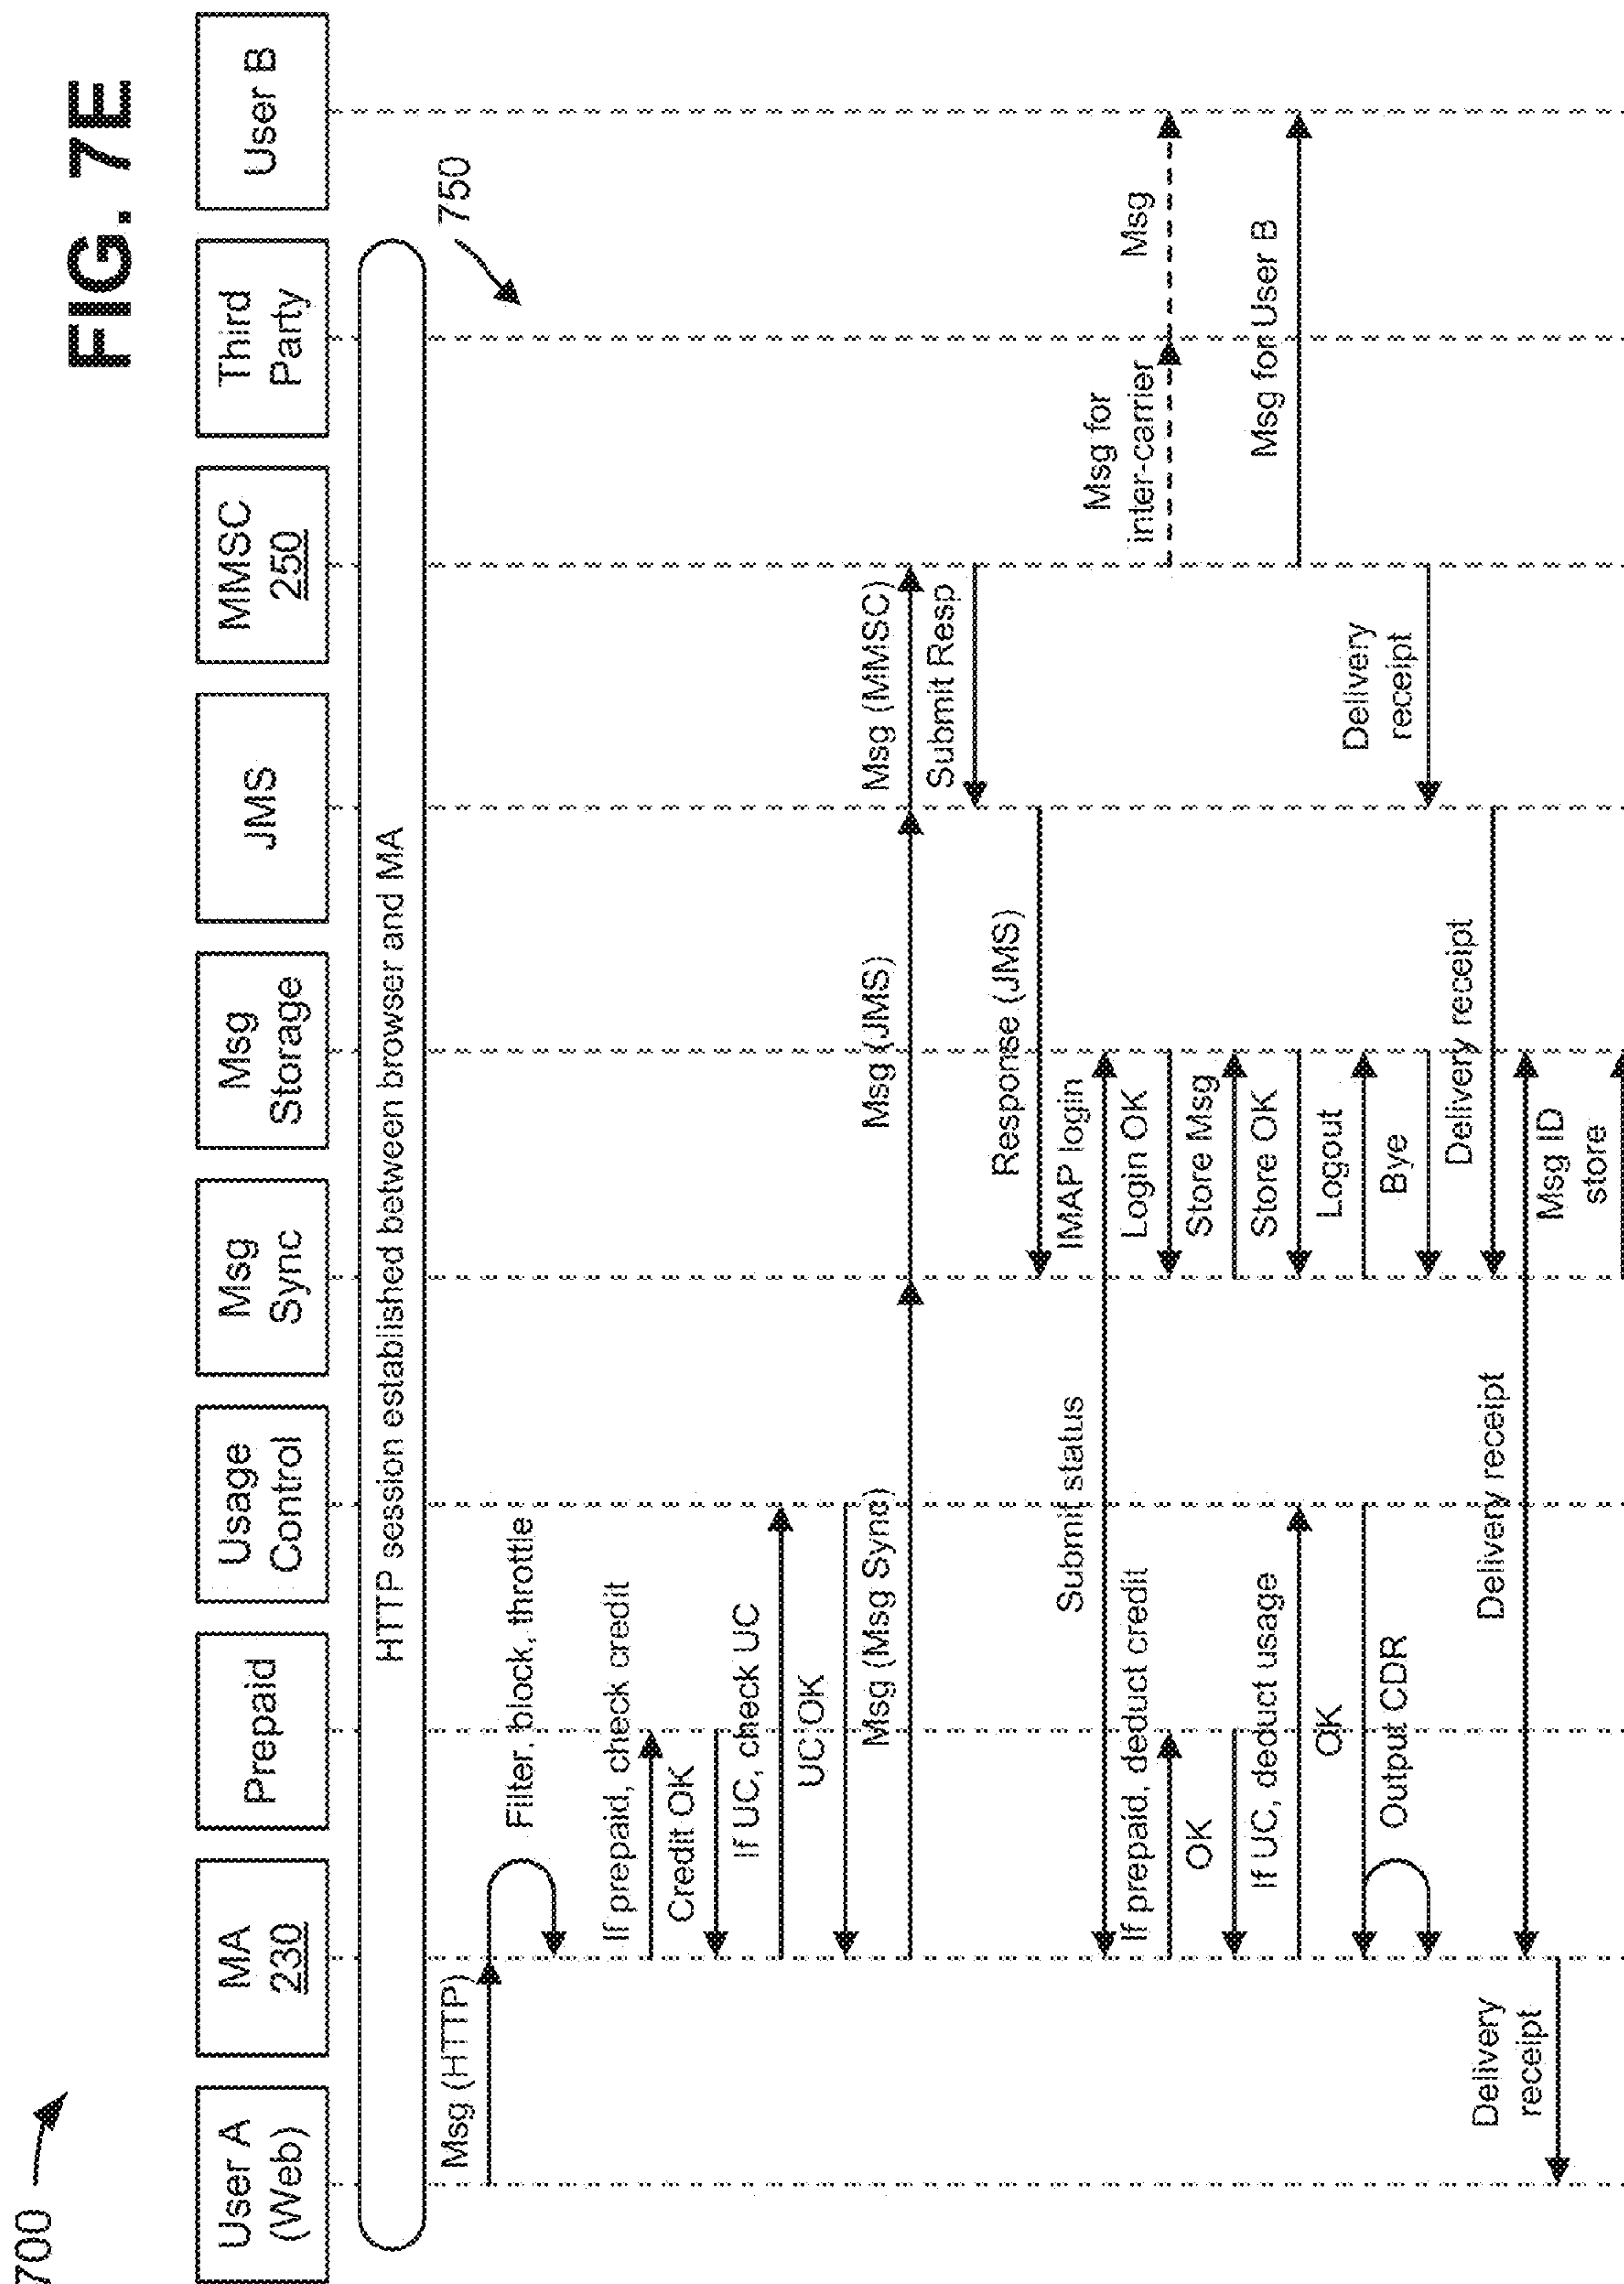 700
FIG. 7E
User A
(Web)
MA
230
Prepaid
Usage
Control
Msg
Sync
Msg
Storage
JMS
MMSC
250
Third
Party
User B
HTTP session established between browser and MA
750
Msg (HTTP)
Filter, block, throttle
If prepaid, check credit
Credit OK
If UC, check UC
UC OK
Msg (Msg Sync)
Msg (JMS)
Msg (MMSC)
Submit Resp
Response (JMS)
Submit status
IMAP login
If prepaid, deduct credit
Login OK
Msg for
inter-carrier
Msg
OK
Store Msg
If UC, deduct usage
Store OK
Msg for User B
OK
Logout
Output CDR
Bye
Delivery
receipt
Delivery receipt
Delivery receipt
Delivery
receipt
Msg ID
store